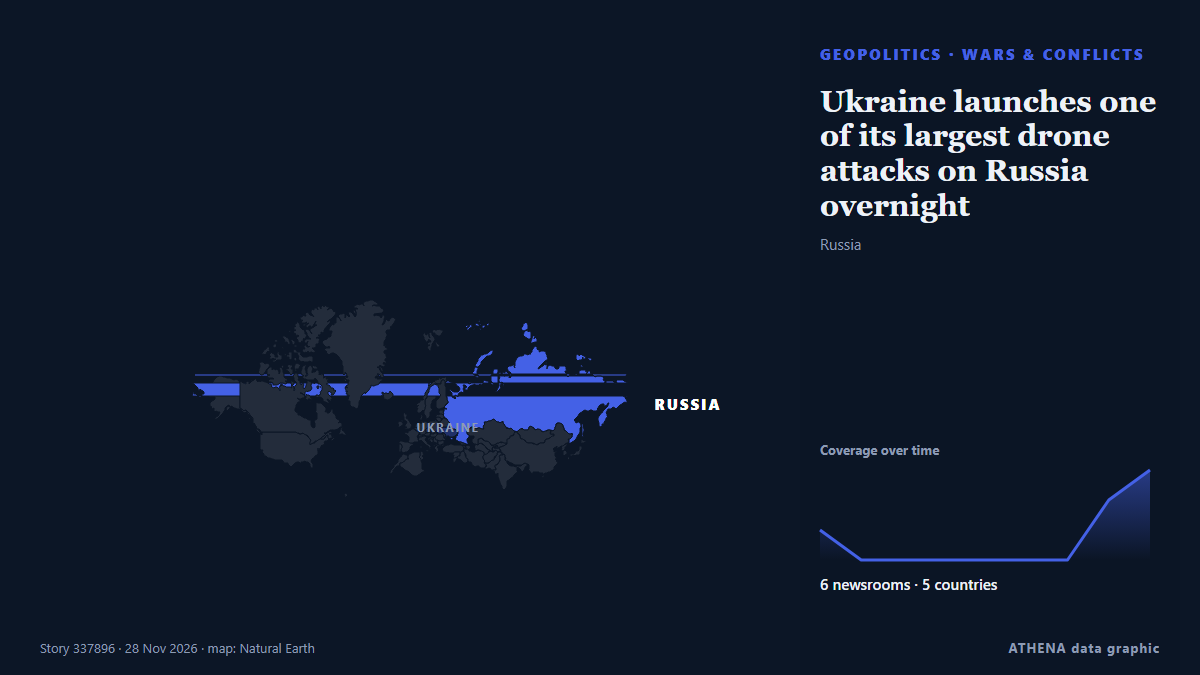 GEOPOLITICS · WARS & CONFLICTS
Ukraine launches one
of its largest drone
attacks on Russia
overnight
Russia
RUSSIA
UKRAINE
Coverage over time
6 newsrooms · 5 countries
Story 337896 · 28 Nov 2026 · map: Natural Earth
ATHENA data graphic